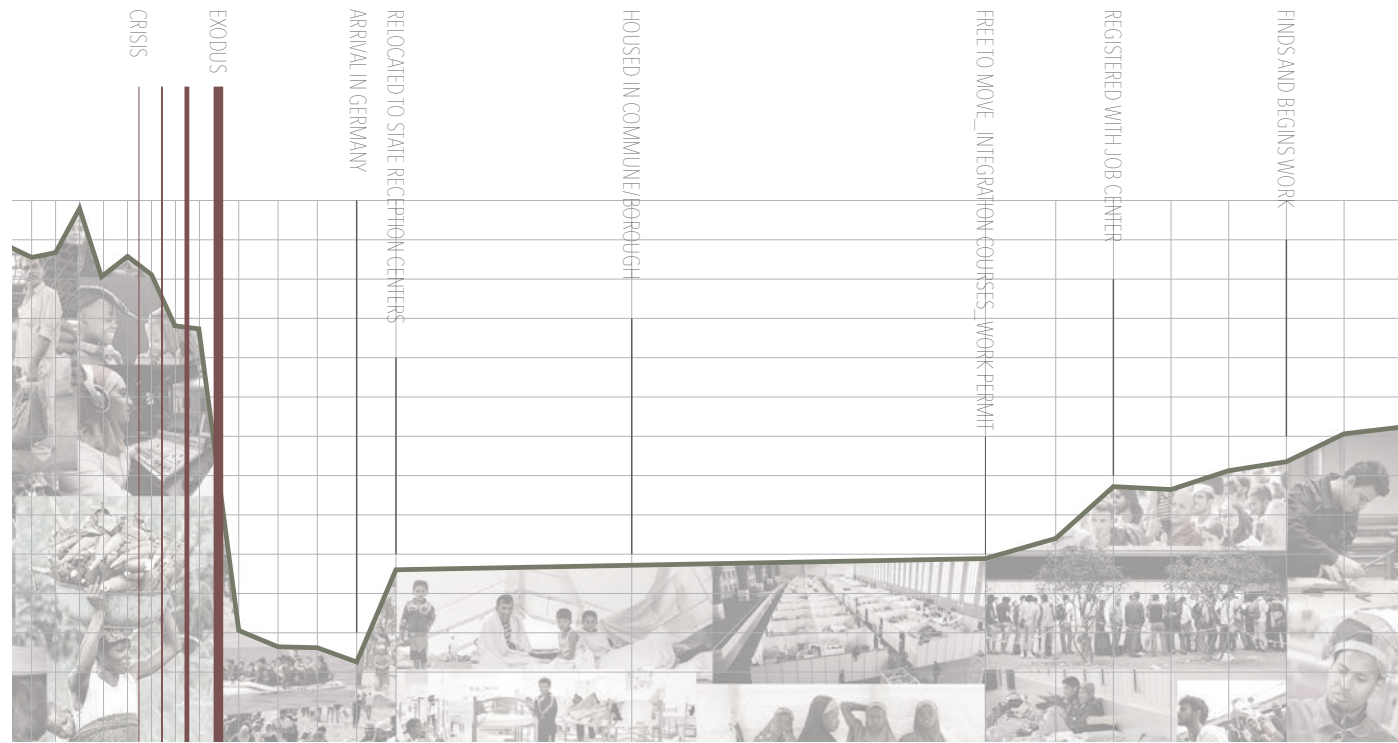 CRISIS
EXODUS
ARRIVAL IN GERMANY
RELOCATED TO STATE RECEPTION CENTERS
HOUSED IN COMMUNE/BOROUGH
FREE TO MOVE_INTEGRATION COURSES_WORK PERMIT
REGISTERED WITH JOB CENTER
FINDS AND BEGINS WORK